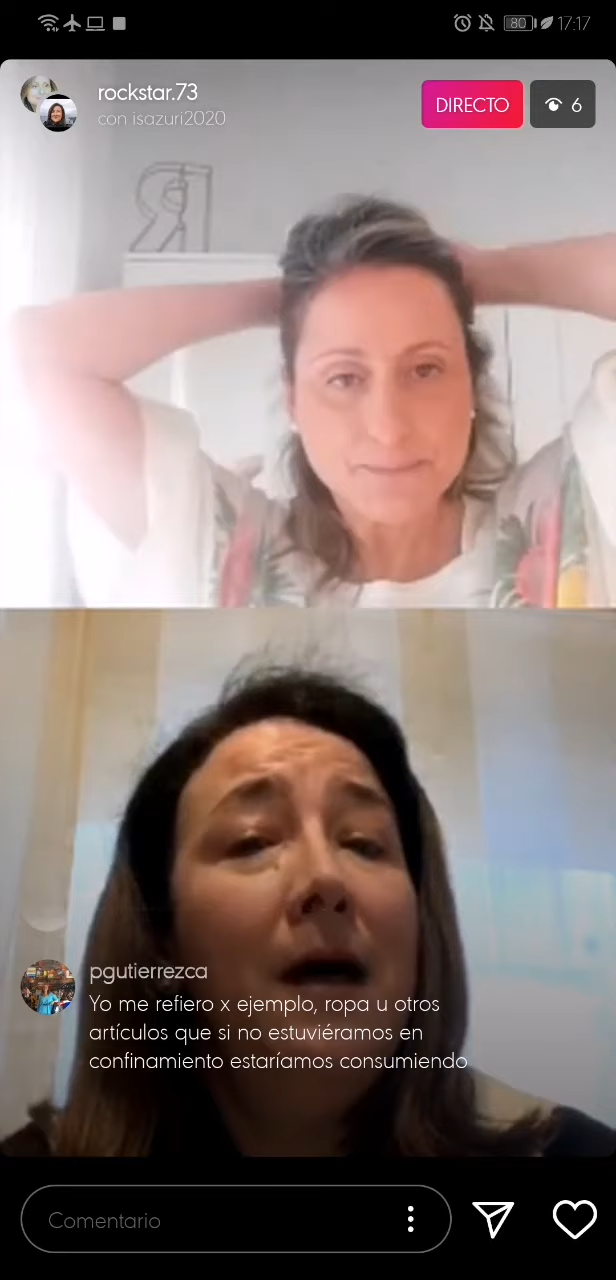 80 17:17
rockstar.73
con isazuri2020
DIRECTO
6
R
pgutierrezca
Yo me refiero x ejemplo, ropa u otros
artículos que si no estuviéramos en
confinamiento estaríamos consumiendo
Comentario